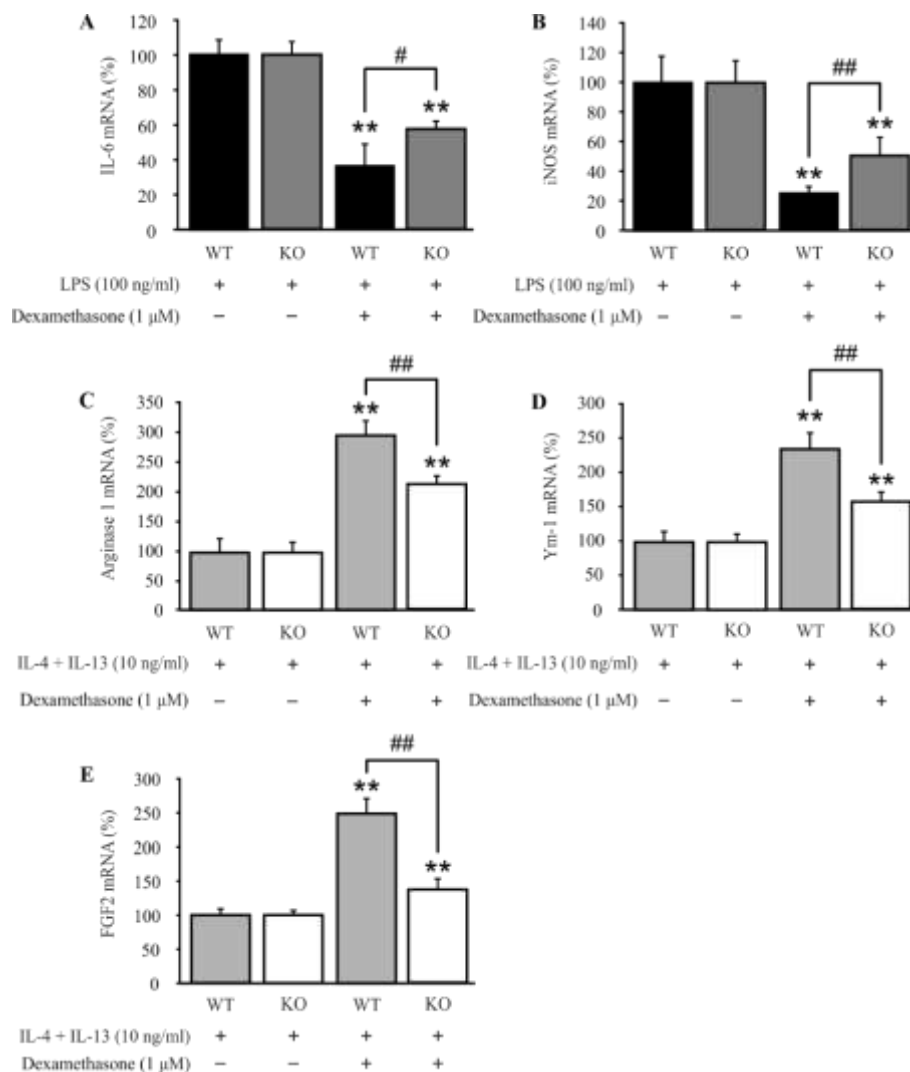 A
IL-6 mRNA (%)
120
100
80
60
40
20
0
#
**
**
WT KO WT KO
LPS (100 ng/ml) + + + +
Dexamethasone (1 μM) – – + +
B
iNOS mRNA (%)
140
120
100
80
60
40
20
0
##
**
**
WT KO WT KO
LPS (100 ng/ml) + + + +
Dexamethasone (1 μM) – – + +
C
Arginase 1 mRNA (%)
350
300
250
200
150
100
50
0
##
**
**
WT KO WT KO
IL-4 + IL-13 (10 ng/ml) + + + +
Dexamethasone (1 μM) – – + +
D
Ym-1 mRNA (%)
300
250
200
150
100
50
0
##
**
**
WT KO WT KO
IL-4 + IL-13 (10 ng/ml) + + + +
Dexamethasone (1 μM) – – + +
E
FGF2 mRNA (%)
300
250
200
150
100
50
0
##
**
**
WT KO WT KO
IL-4 + IL-13 (10 ng/ml) + + + +
Dexamethasone (1 μM) – – + +